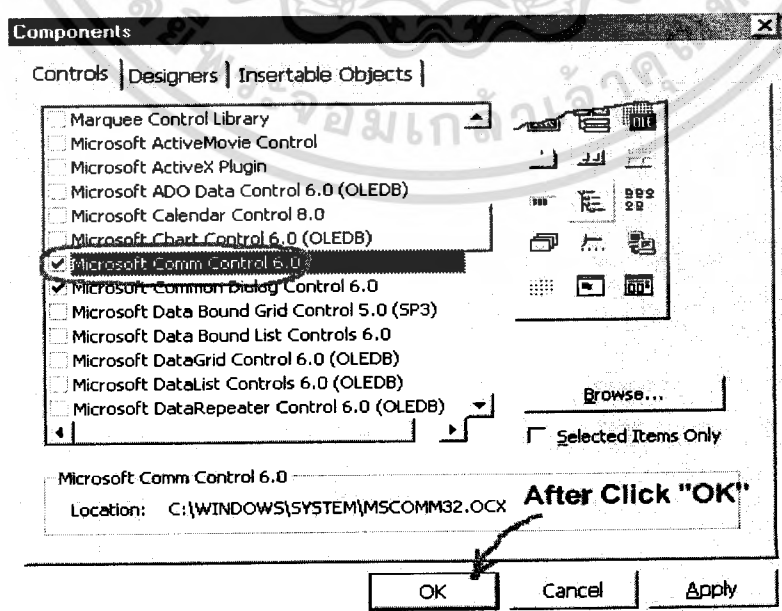 Components
Controls Designers Insertable Objects
Marquee Control Library
Microsoft ActiveMovie Control
Microsoft ActiveX Plugin
Microsoft ADO Data Control 6.0 (OLEDB)
Microsoft Calendar Control 8.0
Microsoft Chart Control 6.0 (OLEDB)
Microsoft Comm Control 6.0
Microsoft Common Dialog Control 6.0
Microsoft Data Bound Grid Control 5.0 (SP3)
Microsoft Data Bound List Controls 6.0
Microsoft DataGrid Control 6.0 (OLEDB)
Microsoft DataList Controls 6.0 (OLEDB)
Microsoft DataRepeater Control 6.0 (OLEDB)
Browse...
Selected Items Only
Microsoft Comm Control 6.0
Location: C:\WINDOWS\SYSTEM\MSCOMM32.OCX
After Click "OK"
OK Cancel Apply